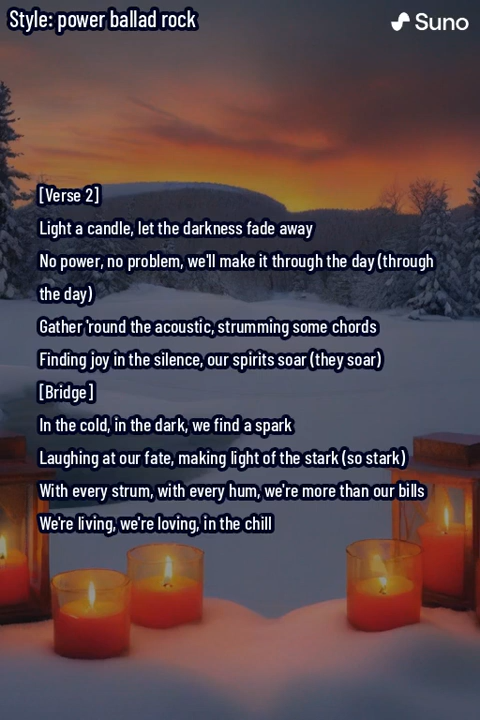 Style: power ballad rock
Suno
[Verse 2]
Light a candle, let the darkness fade away
No power, no problem, we'll make it through the day (through
the day)
Gather 'round the acoustic, strumming some chords
Finding joy in the silence, our spirits soar (they soar)
[Bridge]
In the cold, in the dark, we find a spark
Laughing at our fate, making light of the stark (so stark)
With every strum, with every hum, we're more than our bills
We're living, we're loving, in the chill